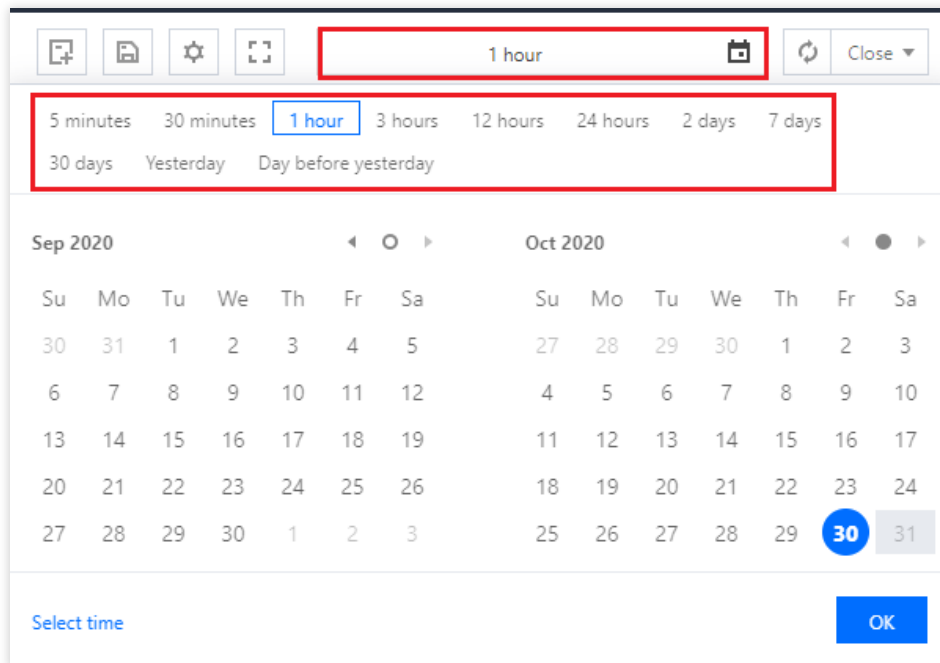 1 hour Close
5 minutes 30 minutes 1 hour 3 hours 12 hours 24 hours 2 days 7 days
30 days Yesterday Day before yesterday
Sep 2020 Oct 2020
Su Mo Tu We Th Fr Sa Su Mo Tu We Th Fr Sa
30 31 1 2 3 4 5 27 28 29 30 1 2 3
6 7 8 9 10 11 12 4 5 6 7 8 9 10
13 14 15 16 17 18 19 11 12 13 14 15 16 17
20 21 22 23 24 25 26 18 19 20 21 22 23 24
27 28 29 30 1 2 3 25 26 27 28 29 30 31
Select time OK